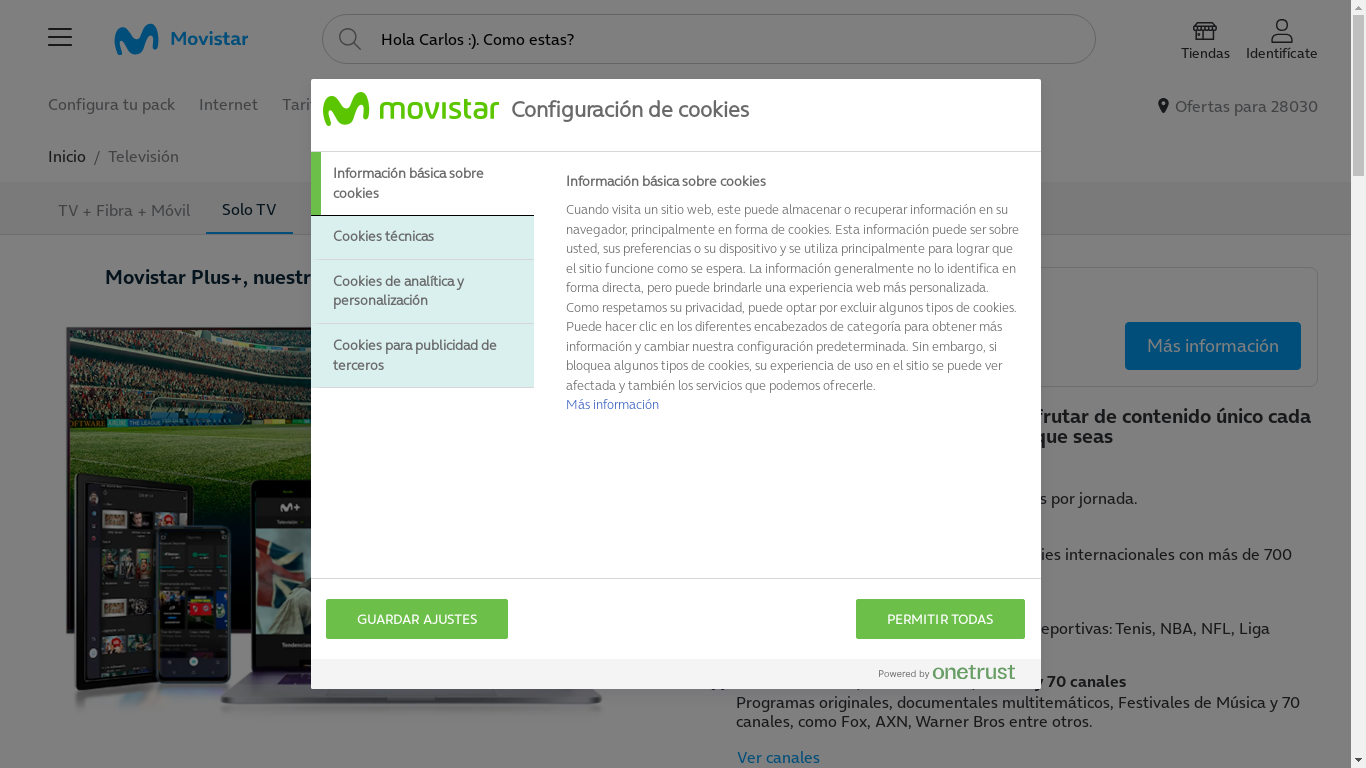 Movistar
Hola Carlos :). Como estas?
Tiendas
Identifícate
Configura tu pack
Internet
Ofertas para 28030
Inicio / Televisión
TV + Fibra + Móvil
Solo TV
Movistar Plus+, nuestr
Más información
frutar de contenido único cada
que seas
s por jornada.
ies internacionales con más de 700
eportivas: Tenis, NBA, NFL, Liga
y 70 canales
Programas originales, documentales multitemáticos, Festivales de Música y 70
canales, como Fox, AXN, Warner Bros entre otros.
Ver canales
movistar
Configuración de cookies
Información básica sobre
cookies
Cookies técnicas
Cookies de analítica y
personalización
Cookies para publicidad de
terceros
Información básica sobre cookies
Cuando visita un sitio web, este puede almacenar o recuperar información en su
navegador, principalmente en forma de cookies. Esta información puede ser sobre
usted, sus preferencias o su dispositivo y se utiliza principalmente para lograr que
el sitio funcione como se espera. La información generalmente no lo identifica en
forma directa, pero puede brindarle una experiencia web más personalizada.
Como respetamos su privacidad, puede optar por excluir algunos tipos de cookies.
Puede hacer clic en los diferentes encabezados de categoría para obtener más
información y cambiar nuestra configuración predeterminada. Sin embargo, si
bloquea algunos tipos de cookies, su experiencia de uso en el sitio se puede ver
afectada y también los servicios que podemos ofrecerle.
Más información
GUARDAR AJUSTES
PERMITIR TODAS
Powered by onetrust